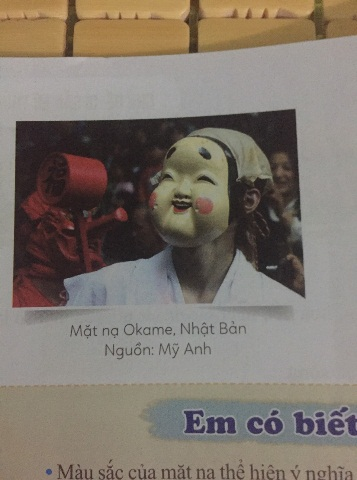 Mặt nạ Okame, Nhật Bản
Nguồn: Mỹ Anh
Em có biết
• Màu sắc của mặt nạ thể hiện ý nghĩa